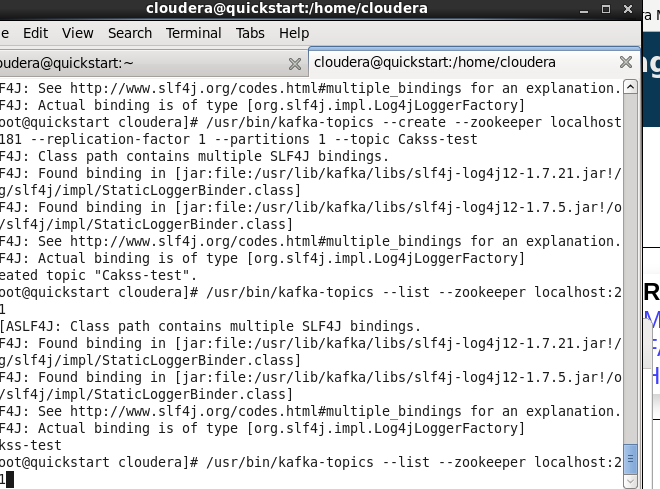 cloudera@quickstart:/home/cloudera
e Edit View Search Terminal Tabs Help
oudera@quickstart:~
cloudera@quickstart:/home/cloudera
F4J: See http://www.slf4j.org/codes.html#multiple_bindings for an explanation.
F4J: Actual binding is of type [org.slf4j.impl.Log4jLoggerFactory]
oot@quickstart cloudera]# /usr/bin/kafka-topics --create --zookeeper localhost
181 --replication-factor 1 --partitions 1 --topic Cakss-test
F4J: Class path contains multiple SLF4J bindings.
F4J: Found binding in [jar:file:/usr/lib/kafka/libs/slf4j-log4j12-1.7.21.jar!/
g/slf4j/impl/StaticLoggerBinder.class]
F4J: Found binding in [jar:file:/usr/lib/kafka/libs/slf4j-log4j12-1.7.5.jar!/o
/slf4j/impl/StaticLoggerBinder.class]
F4J: See http://www.slf4j.org/codes.html#multiple_bindings for an explanation.
F4J: Actual binding is of type [org.slf4j.impl.Log4jLoggerFactory]
eated topic "Cakss-test".
oot@quickstart cloudera]# /usr/bin/kafka-topics --list --zookeeper localhost:2
1
[ASLF4J: Class path contains multiple SLF4J bindings.
F4J: Found binding in [jar:file:/usr/lib/kafka/libs/slf4j-log4j12-1.7.21.jar!/
g/slf4j/impl/StaticLoggerBinder.class]
F4J: Found binding in [jar:file:/usr/lib/kafka/libs/slf4j-log4j12-1.7.5.jar!/o
/slf4j/impl/StaticLoggerBinder.class]
F4J: See http://www.slf4j.org/codes.html#multiple_bindings for an explanation.
F4J: Actual binding is of type [org.slf4j.impl.Log4jLoggerFactory]
kss-test
oot@quickstart cloudera]# /usr/bin/kafka-topics --list --zookeeper localhost:2
1